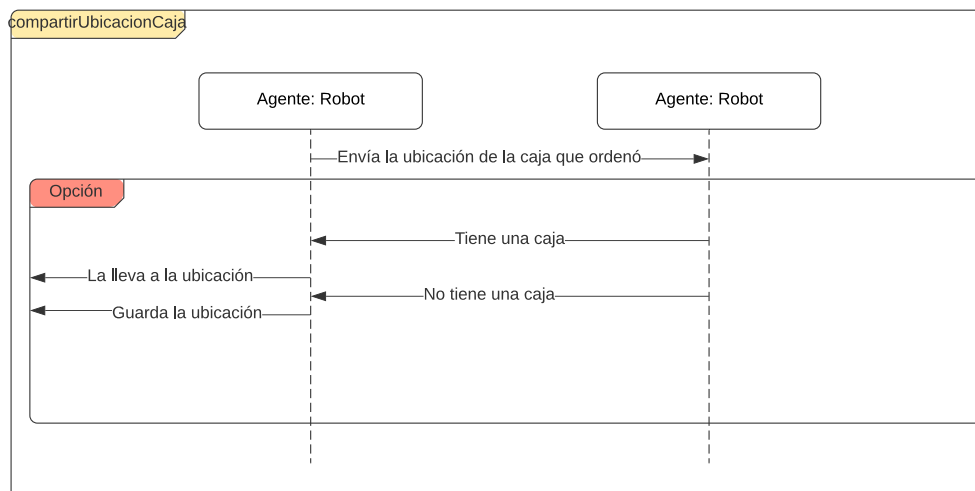 compartirUbicacionCaja
Agente: Robot
Agente: Robot
Envía la ubicación de la caja que ordenó
Opción
Tiene una caja
La lleva a la ubicación
No tiene una caja
Guarda la ubicación